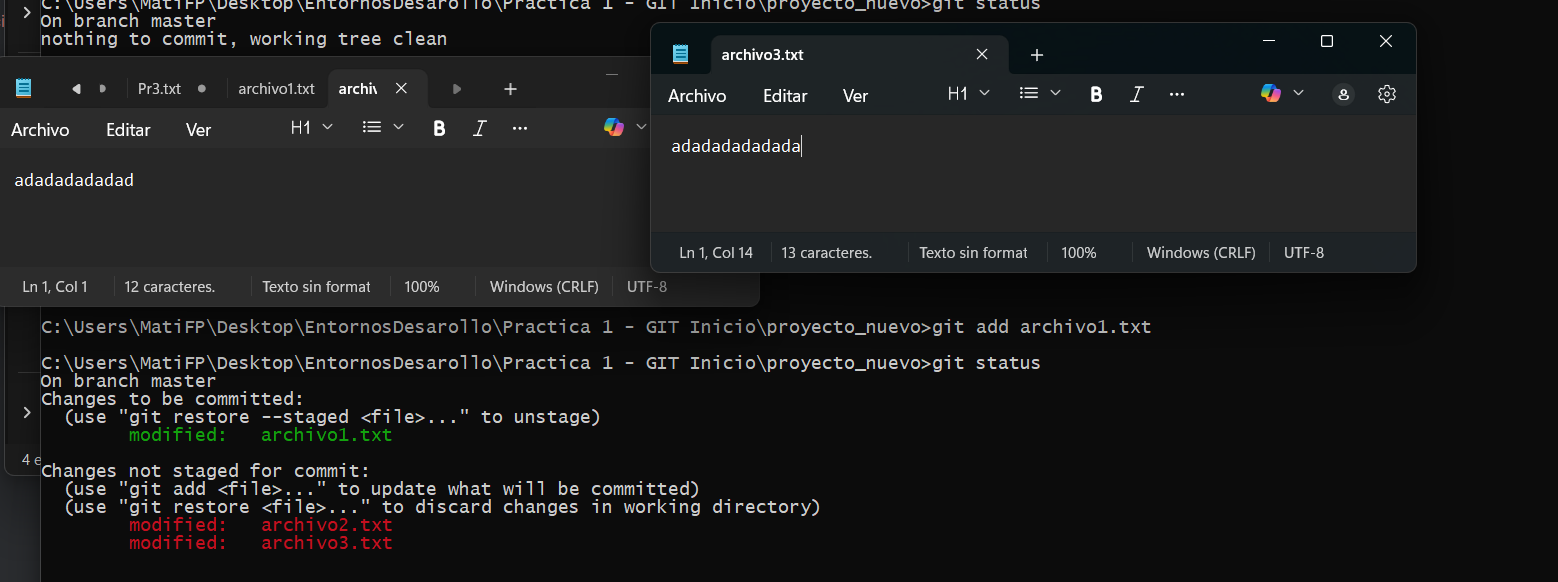 C:\Users\MatiFP\Desktop\EntornosDesarollo\Practica 1 - GIT Inicio\proyecto_nuevo>git status
On branch master
nothing to commit, working tree clean
archivo3.txt
Archivo Editar Ver H1
adadadadadada
Ln 1, Col 14 13 caracteres. Texto sin format 100% Windows (CRLF) UTF-8
Pr3.txt archivo1.txt archiv
Archivo Editar Ver H1
adadadadadad
Ln 1, Col 1 12 caracteres. Texto sin format 100% Windows (CRLF) UTF-8
C:\Users\MatiFP\Desktop\EntornosDesarollo\Practica 1 - GIT Inicio\proyecto_nuevo>git add archivo1.txt
C:\Users\MatiFP\Desktop\EntornosDesarollo\Practica 1 - GIT Inicio\proyecto_nuevo>git status
On branch master
Changes to be committed:
(use "git restore --staged <file>..." to unstage)
modified: archivo1.txt
4 e
Changes not staged for commit:
(use "git add <file>..." to update what will be committed)
(use "git restore <file>..." to discard changes in working directory)
modified: archivo2.txt
modified: archivo3.txt